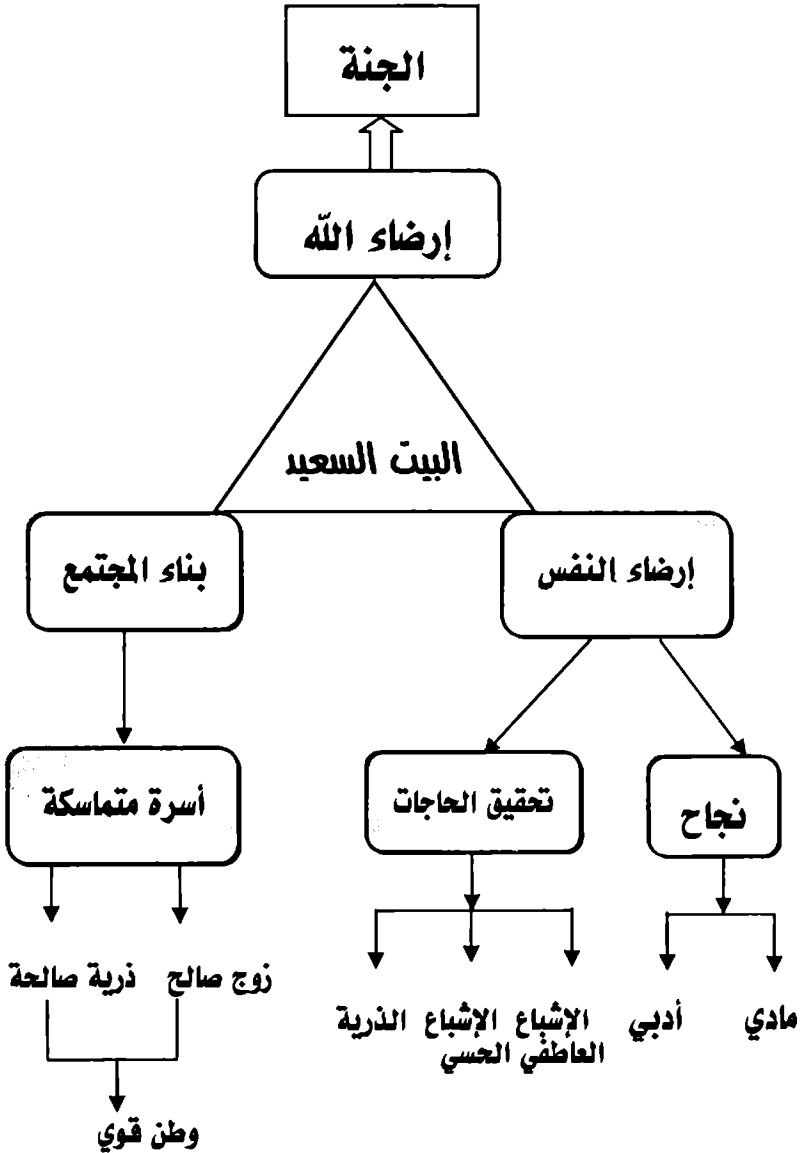 الجنة
إرضاء الله
البيت السعيد
إرضاء النفس
بناء المجتمع
نجاح
تحقيق الحاجات
أسرة متماسكة
مادي
أدبي
الإشباع
العاطفي
الإشباع
الحسي
الذرية
زوج صالح
ذرية صالحة
وطن قوي